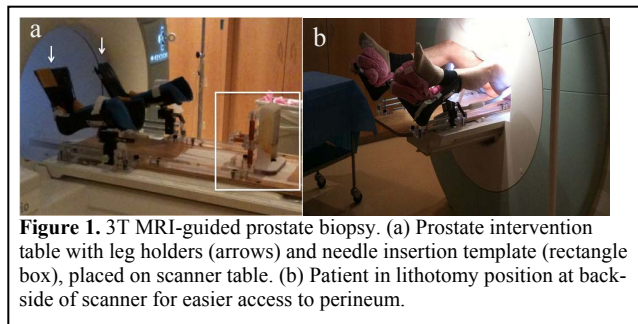 a
b
Figure 1. 3T MRI-guided prostate biopsy. (a) Prostate intervention
table with leg holders (arrows) and needle insertion template (rectangle
box), placed on scanner table. (b) Patient in lithotomy position at back-
side of scanner for easier access to perineum.